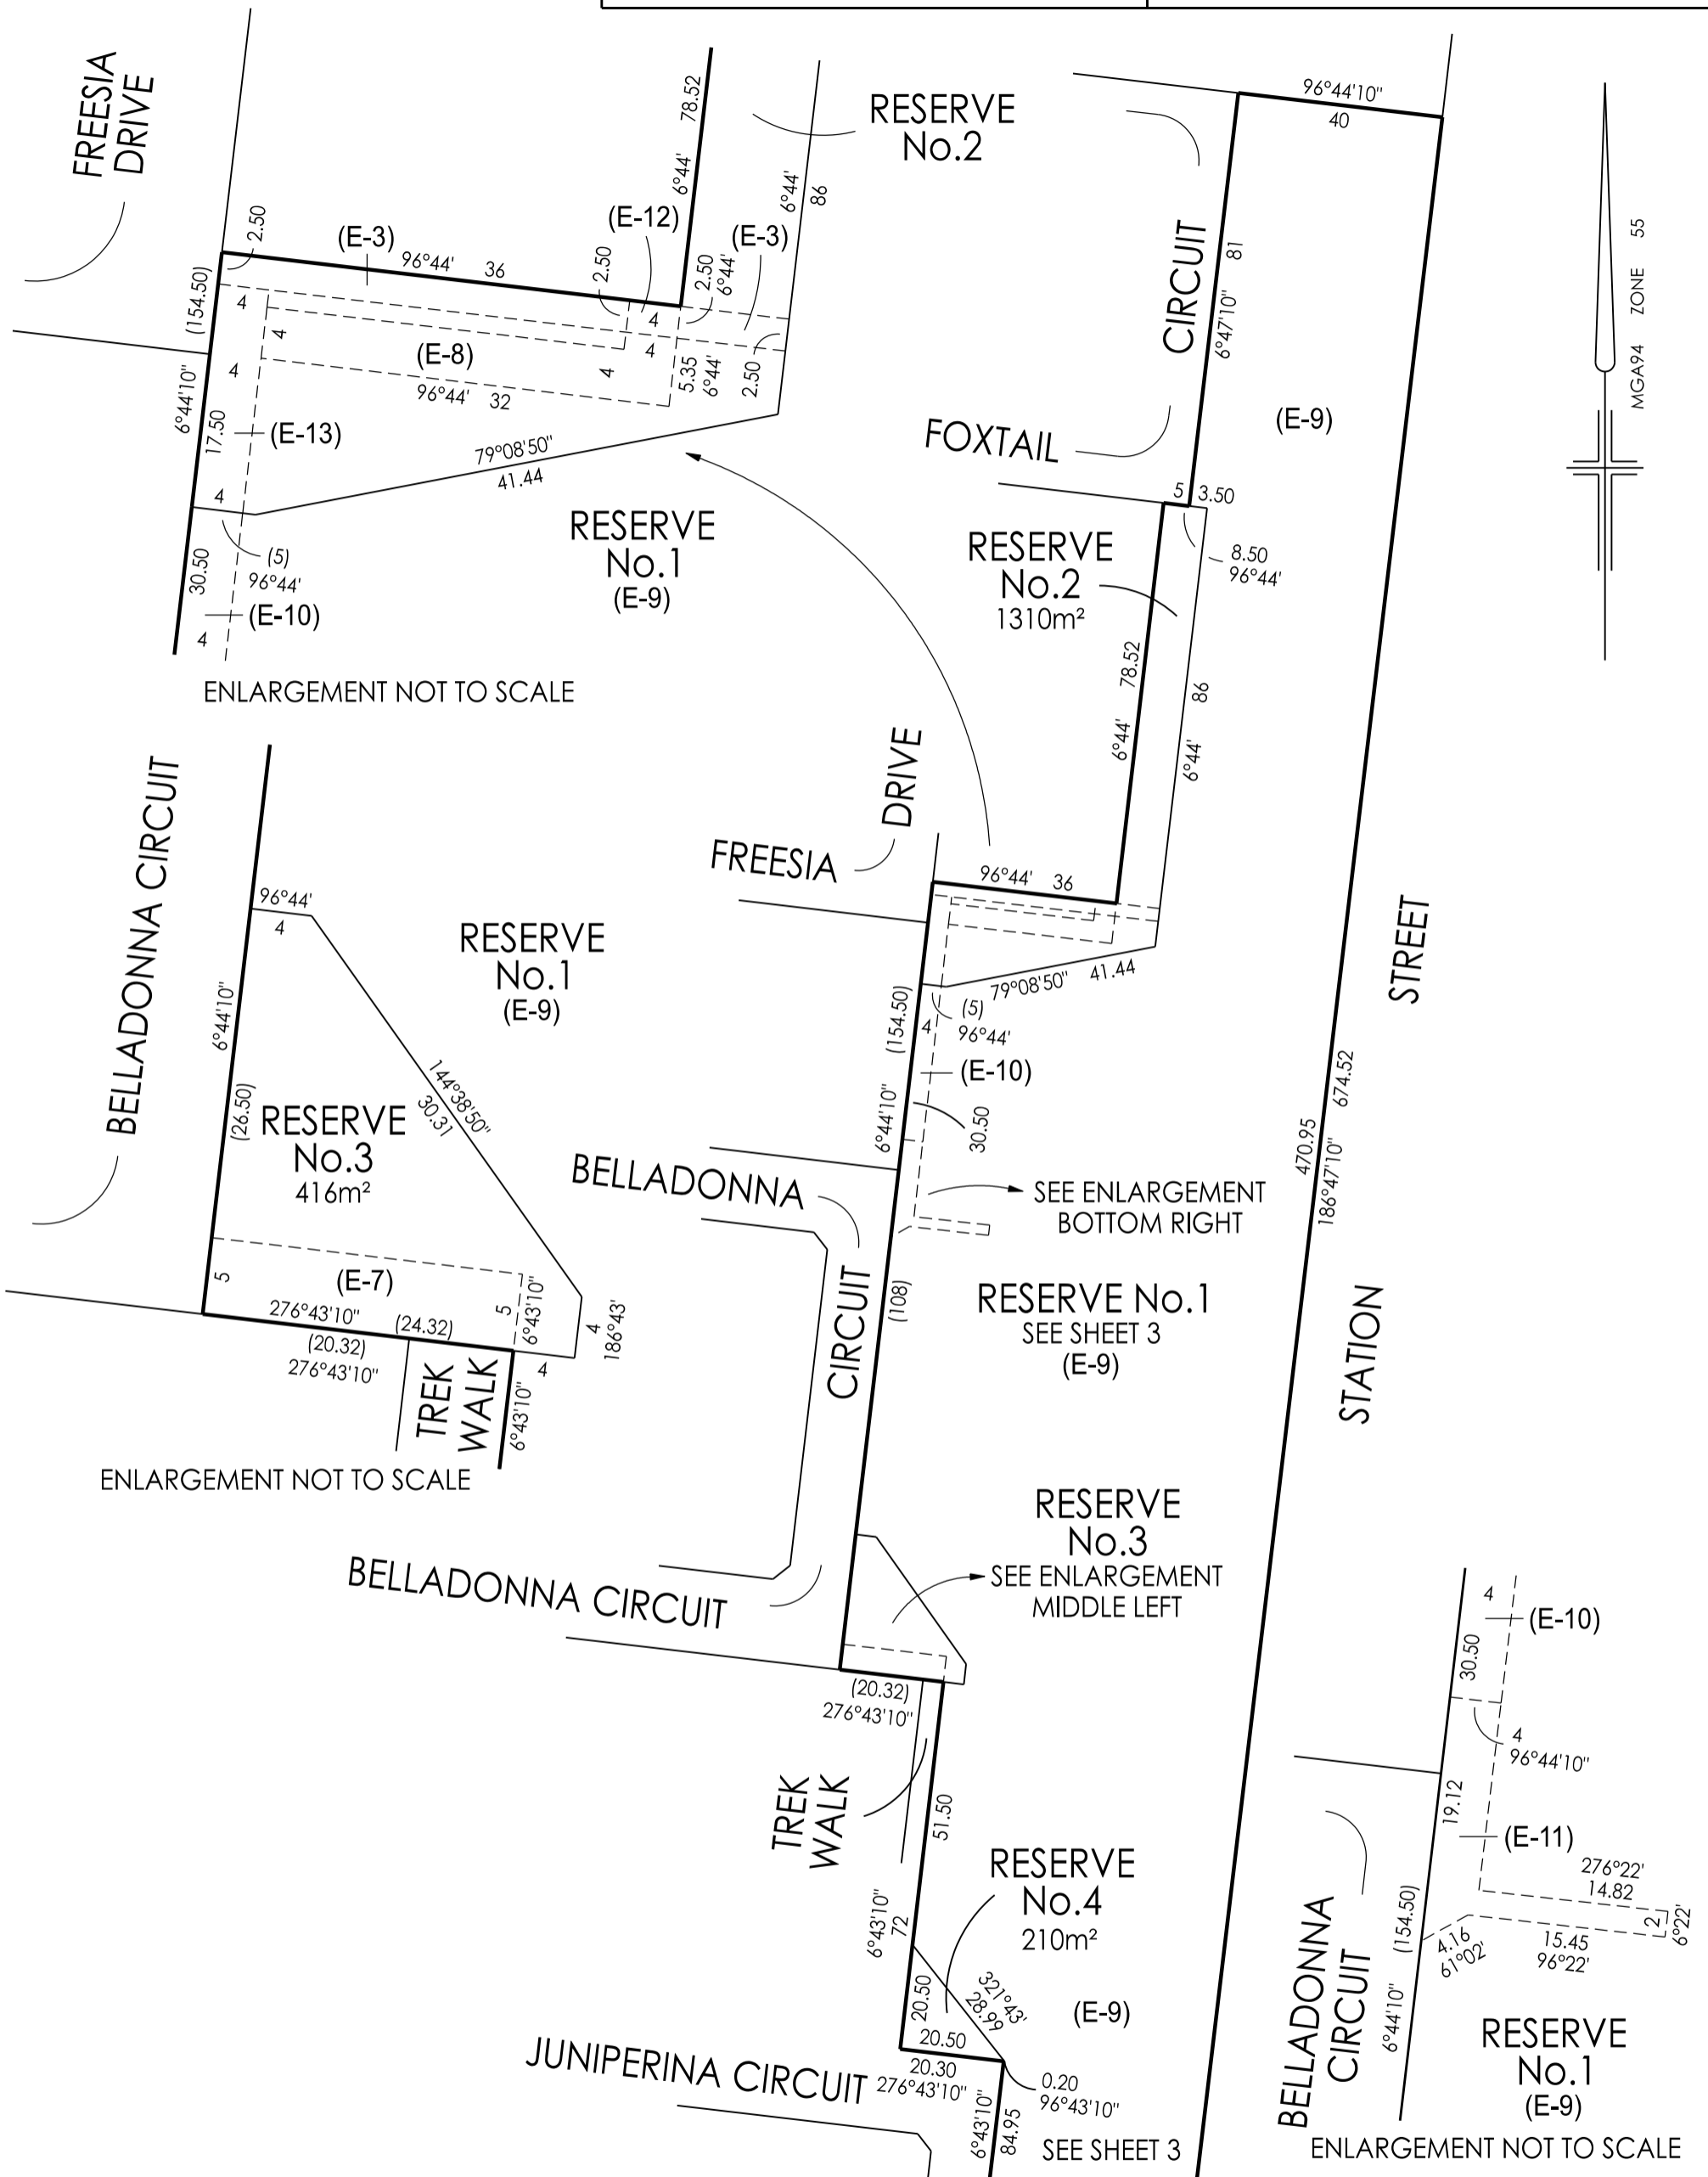 FREESIA
DRIVE
2.50
(E-3)
96°44'
36
2.50
(E-12)
78.52
6°44'
2.50
6°44'
(E-3)
6°44'
86
RESERVE
No.2
(154.50)
4
4
4
4
4
4
(E-8)
96°44'
32
4
5.35
6°44'
2.50
6°44'10"
17.50
(E-13)
79°08'50"
41.44
4
(5)
96°44'
30.50
(E-10)
4
RESERVE
No.1
(E-9)
ENLARGEMENT NOT TO SCALE
96°44'10"
40
CIRCUIT
81
6°47'10"
FOXTAIL
(E-9)
5
3.50
8.50
96°44'
RESERVE
No.2
1310m²
78.52
6°44'
86
6°44'
MGA94 ZONE 55
FREESIA
DRIVE
96°44'
36
79°08'50"
41.44
(154.50)
4
(5)
96°44'
(E-10)
6°44'10"
30.50
BELLADONNA CIRCUIT
96°44'
4
RESERVE
No.1
(E-9)
6°44'10"
(26.50)
144°38'50"
30.31
RESERVE
No.3
416m²
5
(E-7)
276°43'10"
(24.32)
5
6°43'10"
4
186°43'
(20.32)
276°43'10"
4
TREK
WALK
6°43'10"
ENLARGEMENT NOT TO SCALE
BELLADONNA
CIRCUIT
SEE ENLARGEMENT
BOTTOM RIGHT
(108)
RESERVE No.1
SEE SHEET 3
(E-9)
STREET
674.52
470.95
186°47'10"
STATION
RESERVE
No.3
SEE ENLARGEMENT
MIDDLE LEFT
BELLADONNA CIRCUIT
(20.32)
276°43'10"
TREK
WALK
51.50
6°43'10"
72
RESERVE
No.4
210m²
20.50
321°43'
28.99
(E-9)
20.50
20.30
276°43'10"
0.20
96°43'10"
JUNIPERINA CIRCUIT
6°43'10"
84.95
SEE SHEET 3
4
(E-10)
30.50
4
96°44'10"
19.12
(E-11)
276°22'
14.82
2
6°22'
(154.50)
4.16
61°02'
15.45
96°22'
6°44'10"
BELLADONNA
CIRCUIT
RESERVE
No.1
(E-9)
ENLARGEMENT NOT TO SCALE